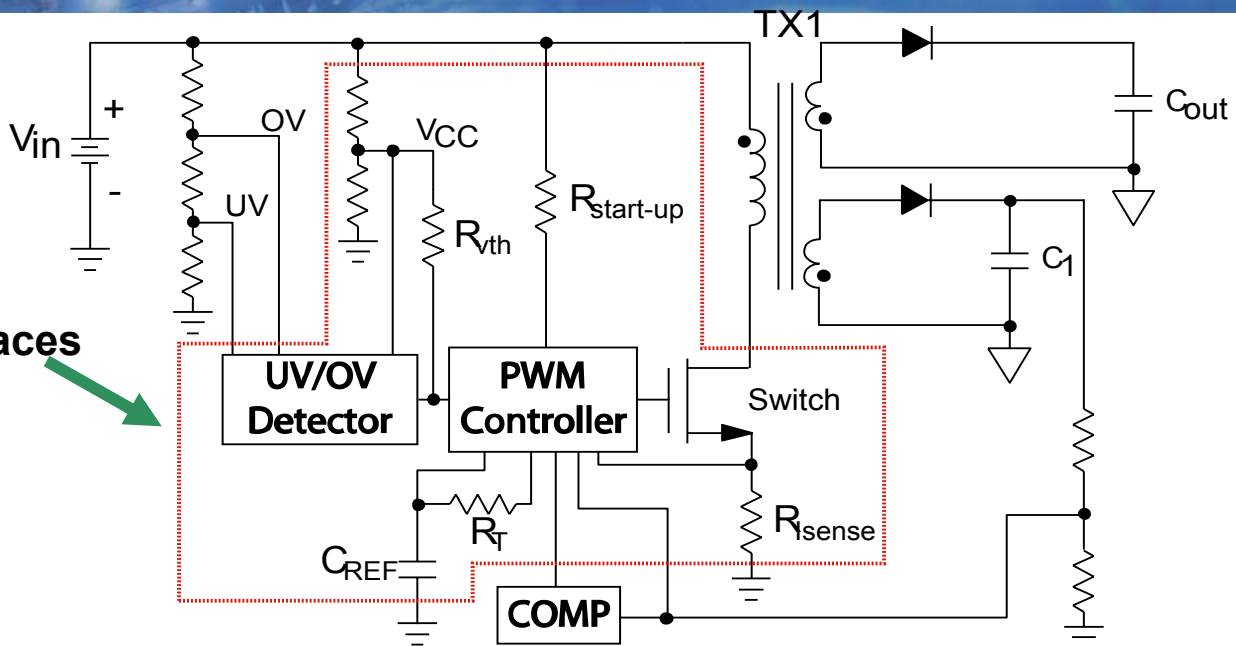 TX1
+
Vin
-
OV
UV
VCC
Rvth
Rstart-up
Cout
C1
aces
UV/OV
Detector
PWM
Controller
Switch
RT
CREF
RIsense
COMP